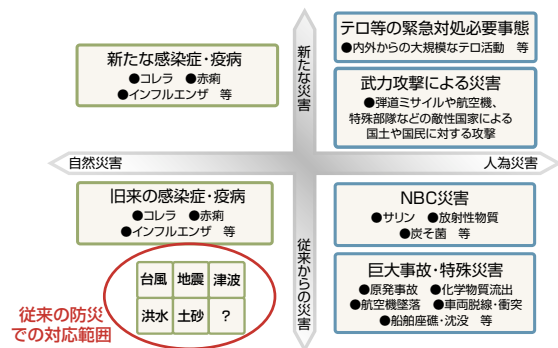 新たな感染症・疫病
●コレラ ●赤痢
●インフルエンザ 等
新たな災害
テロ等の緊急対処必要事態
●内外からの大規模なテロ活動 等
武力攻撃による災害
●弾道ミサイルや航空機、
特殊部隊などの敵性国家による
国土や国民に対する攻撃
自然災害
人為災害
旧来の感染症・疫病
●コレラ ●赤痢
●インフルエンザ 等
台風 地震 津波
洪水 土砂 ?
従来の防災
での対応範囲
従来からの災害
NBC災害
●サリン ●放射性物質
●炭そ菌 等
巨大事故・特殊災害
●原発事故 ●化学物質流出
●航空機墜落 ●車両脱線・衝突
●船舶座礁・沈没 等